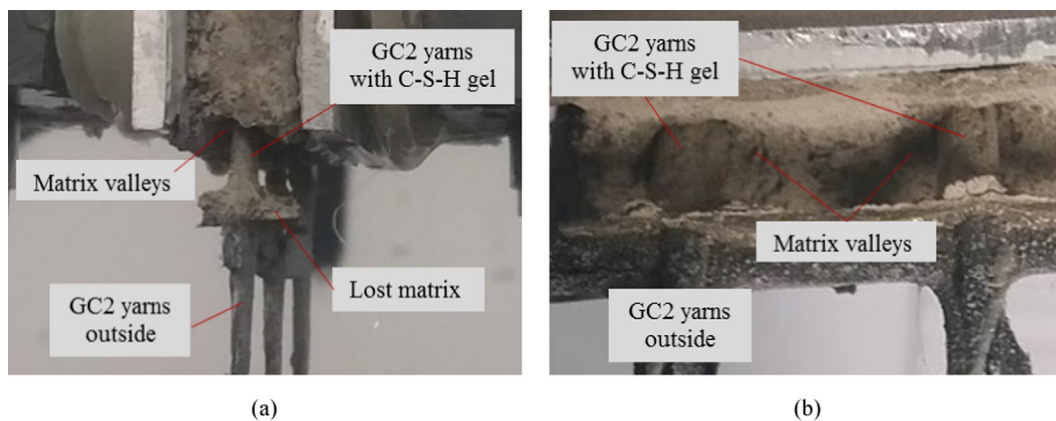 GC2 yarns
with C-S-H gel
Matrix valleys
Lost matrix
GC2 yarns
outside
(a)
GC2 yarns
with C-S-H gel
Matrix valleys
GC2 yarns
outside
(b)